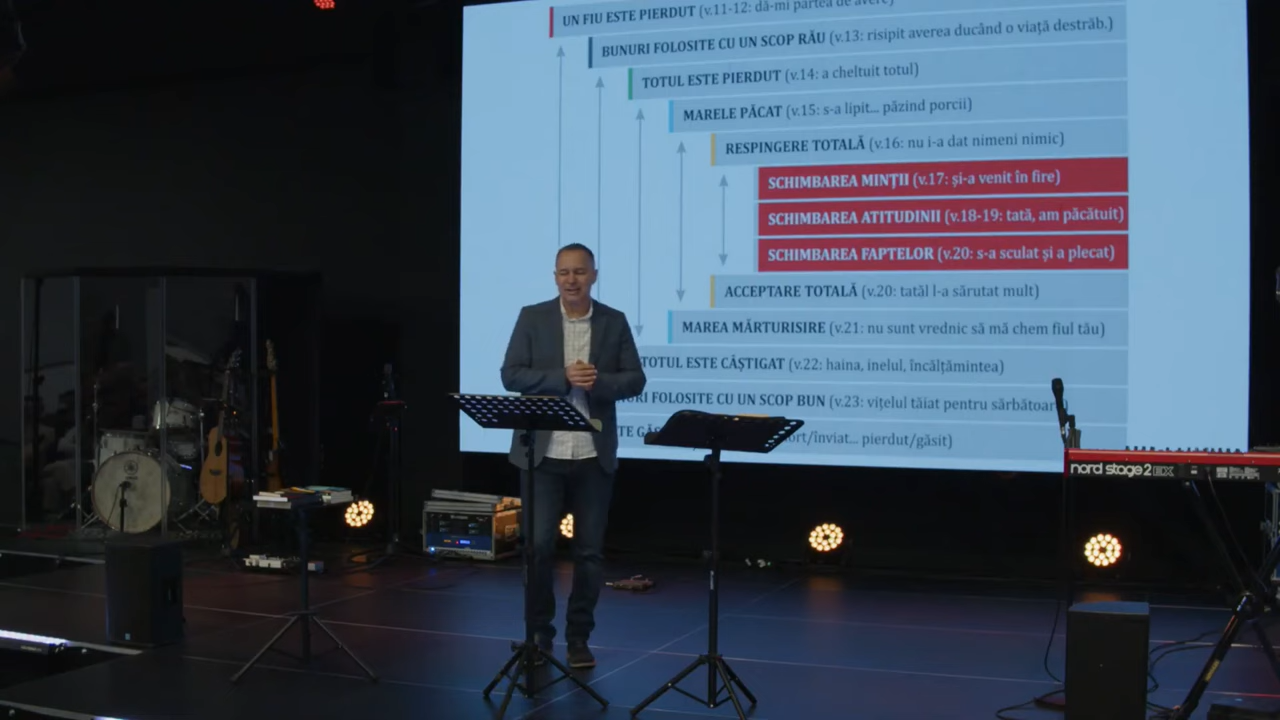 UN FIU ESTE PIERDUT (v.11-12: dă-mi partea de avere)
BUNURI FOLOSITE CU UN SCOP RĂU (v.13: risipit averea ducând o viață destrăb.)
TOTUL ESTE PIERDUT (v.14: a cheltuit totul)
MARELE PĂCAT (v.15: s-a lipit... păzind porcii)
RESPINGERE TOTALĂ (v.16: nu i-a dat nimeni nimic)
SCHIMBAREA MINȚII (v.17: și-a venit în fire)
SCHIMBAREA ATITUDINII (v.18-19: tată, am păcătuit)
SCHIMBAREA FAPTELOR (v.20: s-a sculat și a plecat)
ACCEPTARE TOTALĂ (v.20: tatăl l-a sărutat mult)
MAREA MĂRTURISIRE (v.21: nu sunt vrednic să mă chem fiul tău)
TOTUL ESTE CÂȘTIGAT (v.22: haina, inelul, încălțămintea)
FOLOSITE CU UN SCOP BUN (v.23: vițelul tăiat pentru sărbătoar
ort/înviat... pierdut/găsit)
nord stage 2 EX